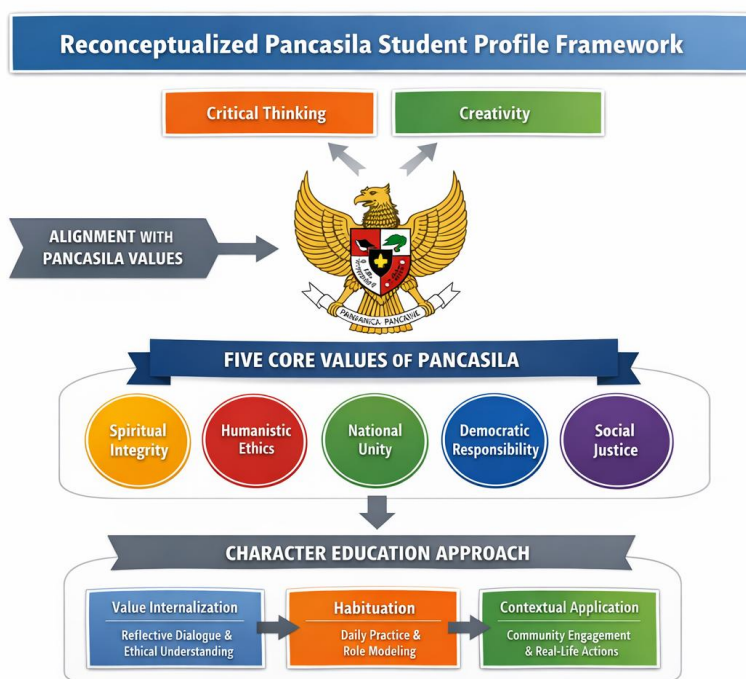 Reconceptualized Pancasila Student Profile Framework
Critical Thinking
Creativity
ALIGNMENT WITH
PANCASILA VALUES
FIVE CORE VALUES OF PANCASILA
Spiritual
Integrity
Humanistic
Ethics
National
Unity
Democratic
Responsibility
Social
Justice
CHARACTER EDUCATION APPROACH
Value Internalization
Reflective Dialogue &
Ethical Understanding
Habituation
Daily Practice &
Role Modeling
Contextual Application
Community Engagement
& Real-Life Actions